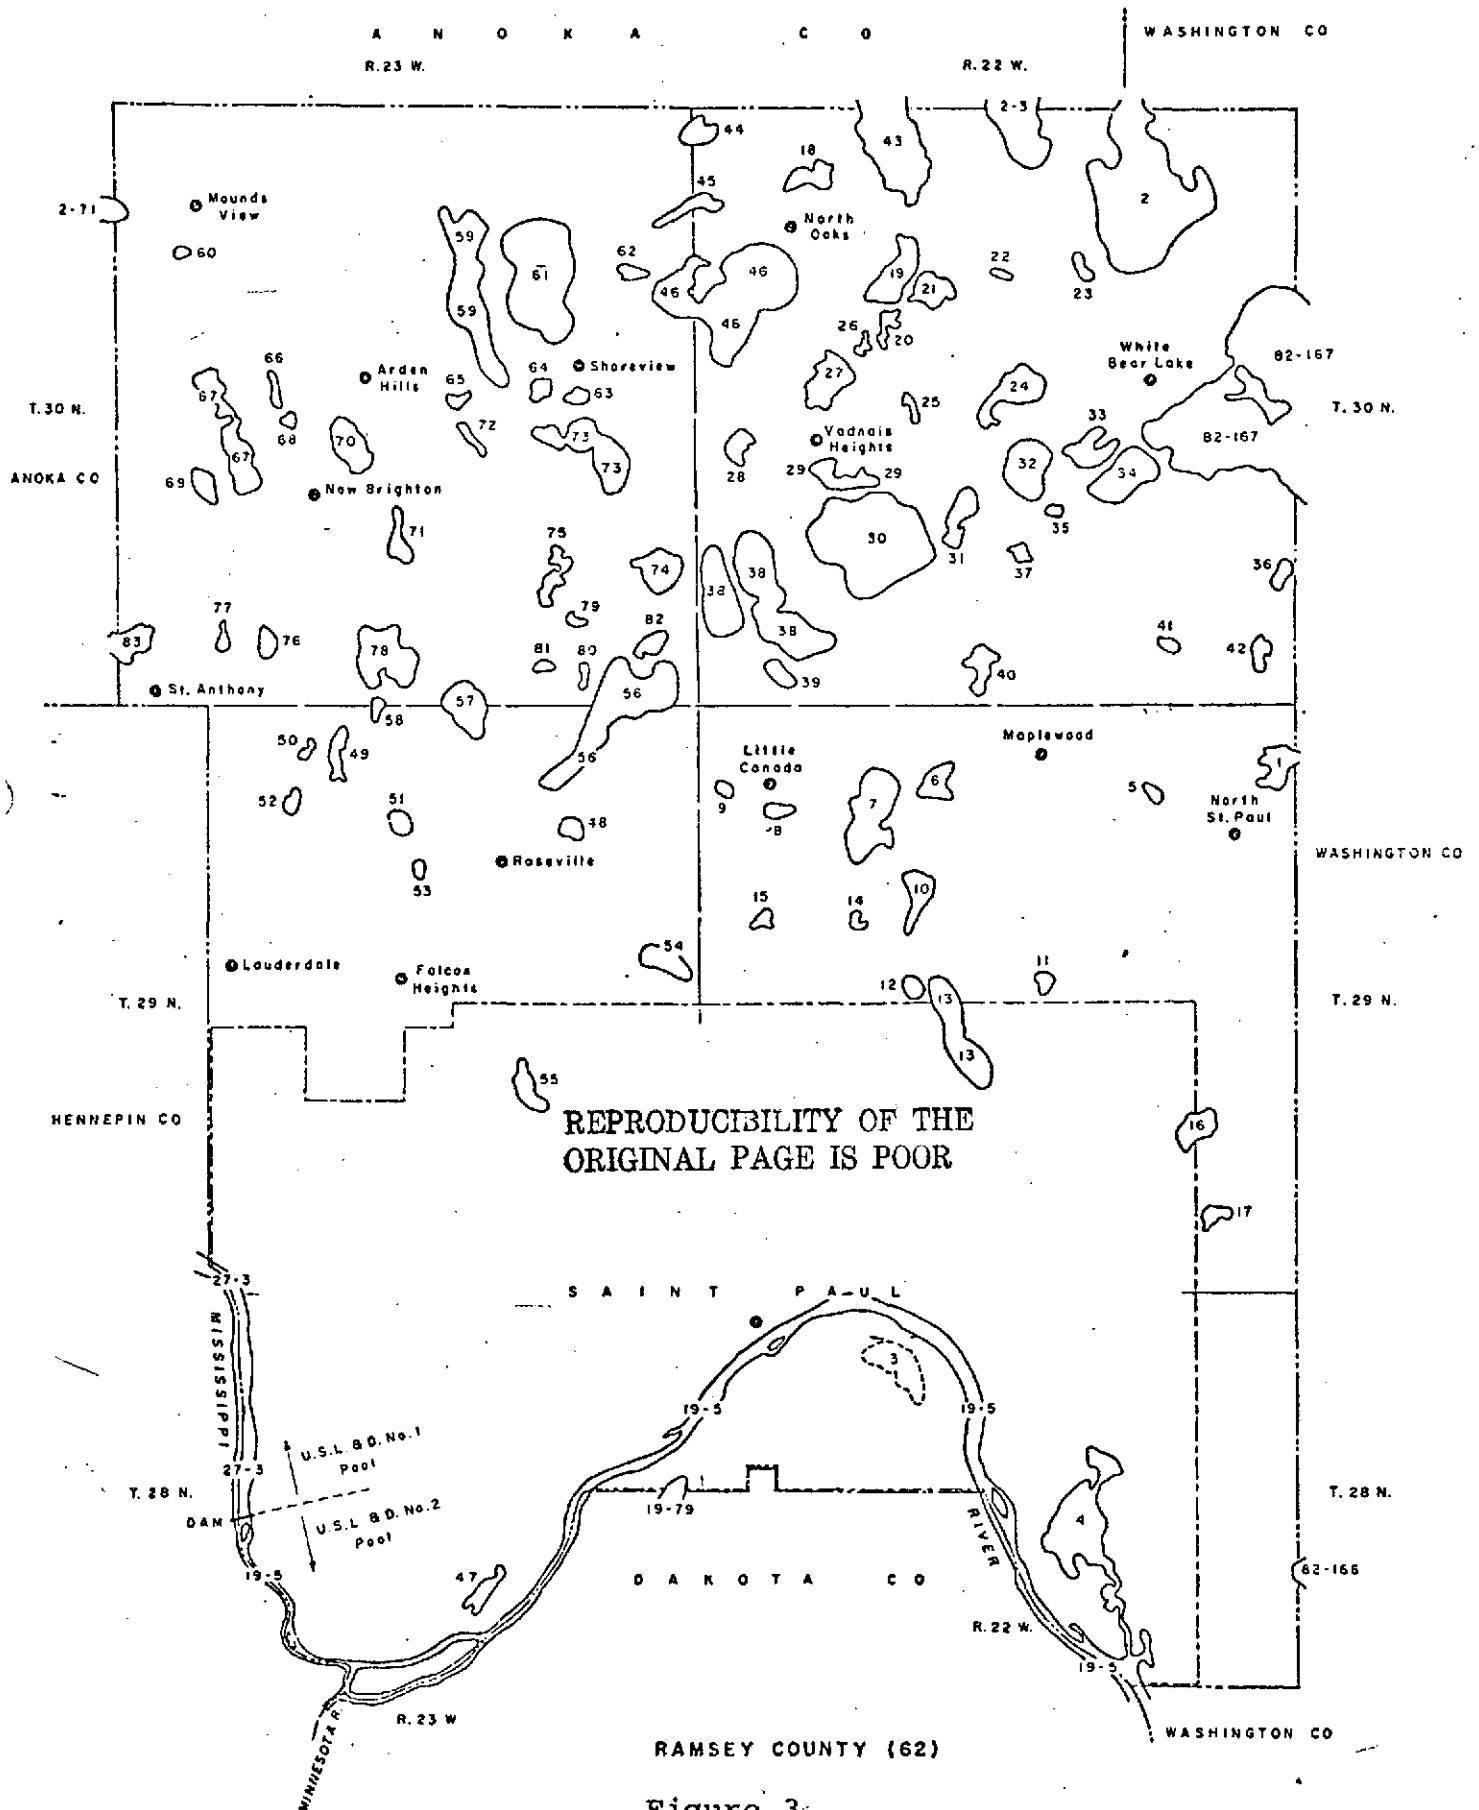 A N O K A C O
WASHINGTON CO
R. 23 W.
R. 22 W.
2-3
44
43
18
45
2
2-71
Mounds
View
North
Oaks
60
59
61
62
46
46
19
21
22
23
59
46
26
20
82-167
66
Arden
Hills
64
Shoreview
63
65
27
White
Bear Lake
24
25
67
T. 30 N.
T. 30 N.
68
70
72
73
Vadnais
Heights
33
82-167
67
73
28
29
29
32
34
69
ANOKA CO
New Brighton
71
75
74
30
31
35
37
36
38
38
79
77
76
83
78
82
38
41
42
81
80
39
40
St. Anthony
56
57
58
50
49
56
Little
Canada
Maplewood
1
52
51
9
8
7
6
5
North
St. Paul
48
53
Roseville
WASHINGTON CO
15
14
10
54
Lauderdale
Falcon
Heights
12
13
11
T. 29 N.
T. 29 N.
13
55
HENNEPIN CO
REPRODUCIBILITY OF THE
ORIGINAL PAGE IS POOR
16
17
27-3
S A I N T P A U L
MISSISSIPPI
3
19-5
19-5
U.S.L. & D. No. 1
Pool
27-3
T. 28 N.
T. 28 N.
DAM
U.S.L. & D. No. 2
Pool
19-79
RIVER
4
19-5
47
D A K O T A C O
82-166
R. 22 W.
19-5
R. 23 W
MINNESOTA R.
WASHINGTON CO
RAMSEY COUNTY (62)
Figure 3